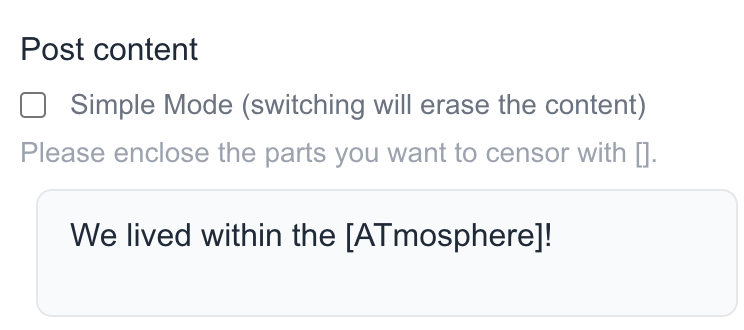 Post content
Simple Mode (switching will erase the content)
Please enclose the parts you want to censor with [].
We lived within the [ATmosphere]!